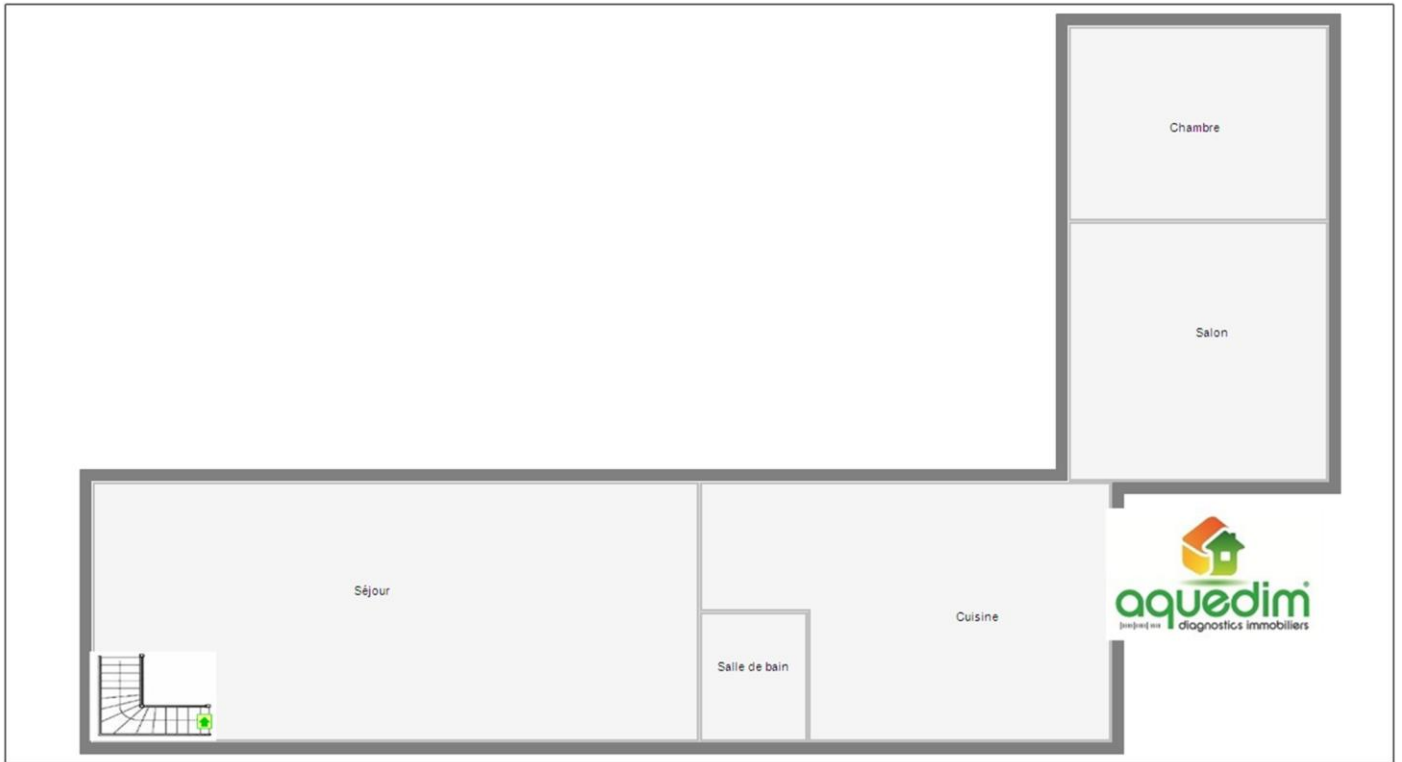 Chambre
Salon
Séjour
Cuisine
Salle de bain
aquedim
diagnostics immobiliers